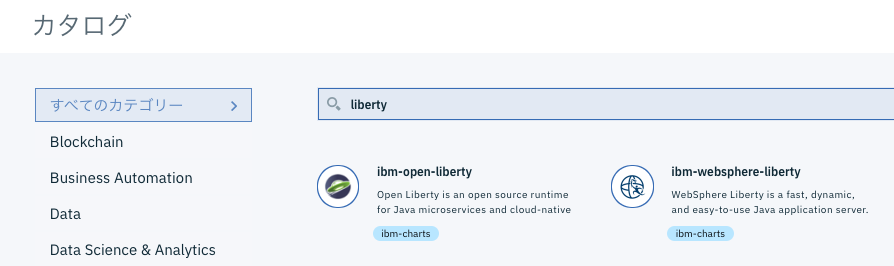 カタログ
すべてのカテゴリー
Blockchain
Business Automation
Data
Data Science & Analytics
liberty
ibm-open-liberty
Open Liberty is an open source runtime
for Java microservices and cloud-native
ibm-charts
ibm-websphere-liberty
WebSphere Liberty is a fast, dynamic,
and easy-to-use Java application server.
ibm-charts